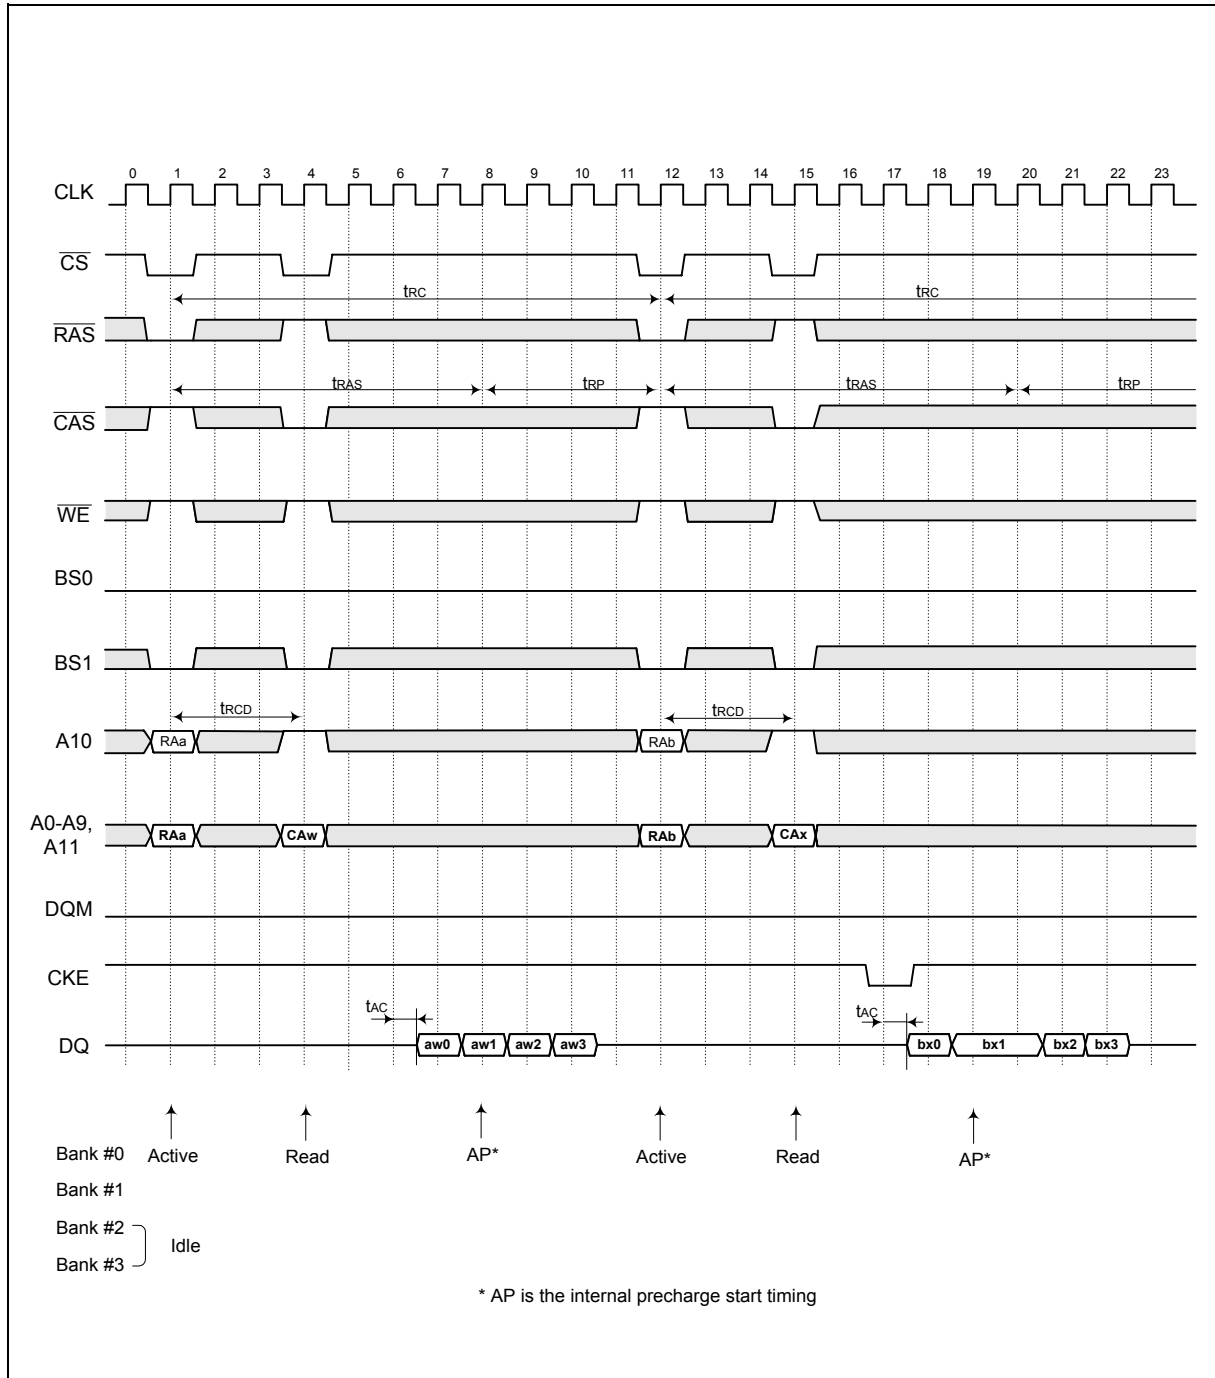 0 1 2 3 4 5 6 7 8 9 10 11 12 13 14 15 16 17 18 19 20 21 22 23
CLK
CS
tRC tRC
RAS
tRAS tRP tRAS tRP
CAS
WE
BS0
BS1
tRCD tRCD
A10 RAa RAb
A0-A9,
A11
RAa CAw RAb CAx
DQM
CKE
tAC tAC
DQ aw0 aw1 aw2 aw3 bx0 bx1 bx2 bx3
Bank #0 Active Read AP* Active Read AP*
Bank #1
Bank #2
Idle
Bank #3
* AP is the internal precharge start timing